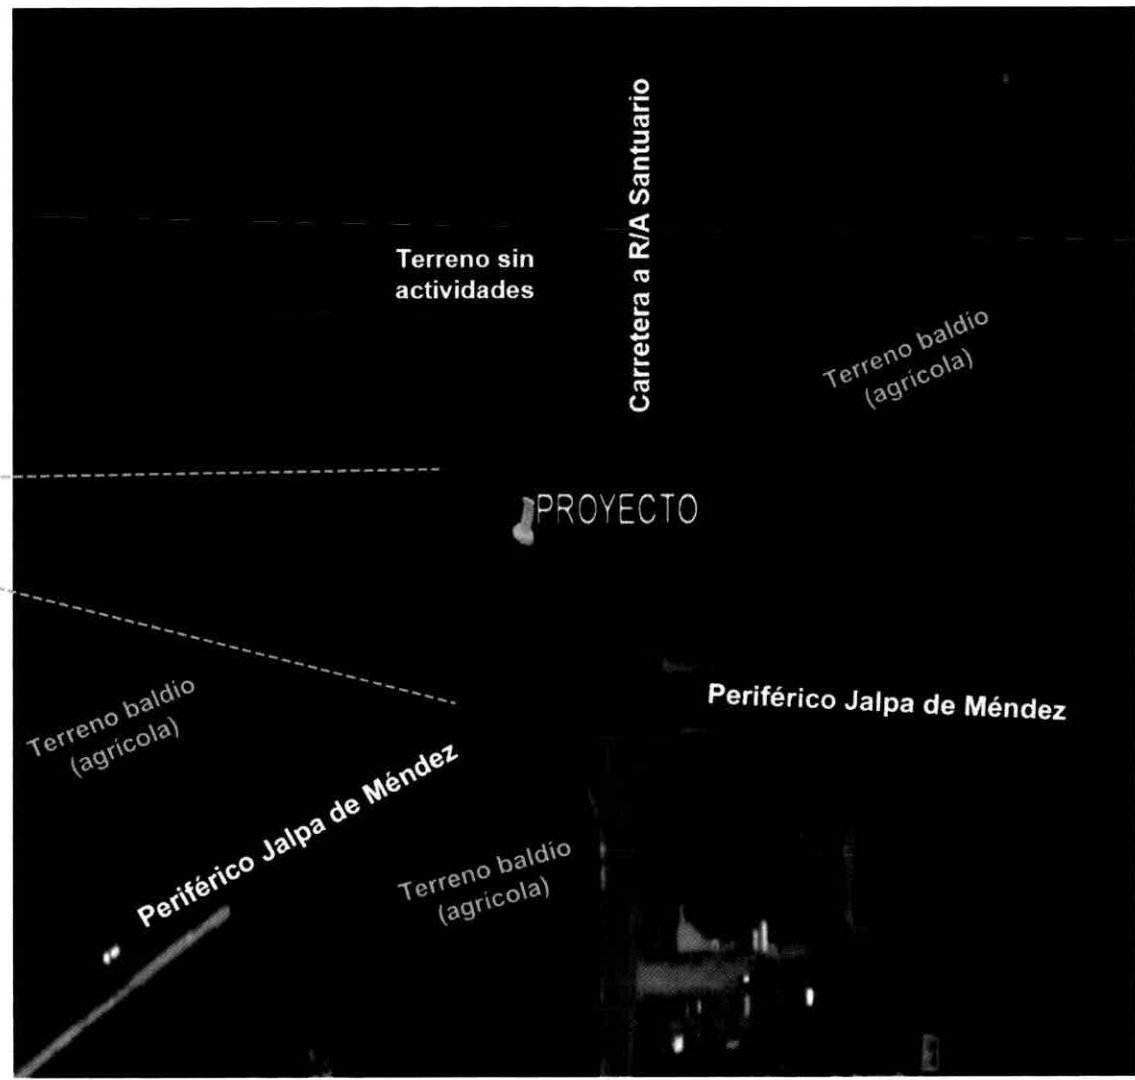 Carretera a R/A Santuario
Terreno sin
actividades
Terreno baldío
(agrícola)
PROYECTO
Terreno baldío
(agrícola)
Periférico Jalpa de Méndez
Periférico Jalpa de Méndez
Terreno baldío
(agrícola)